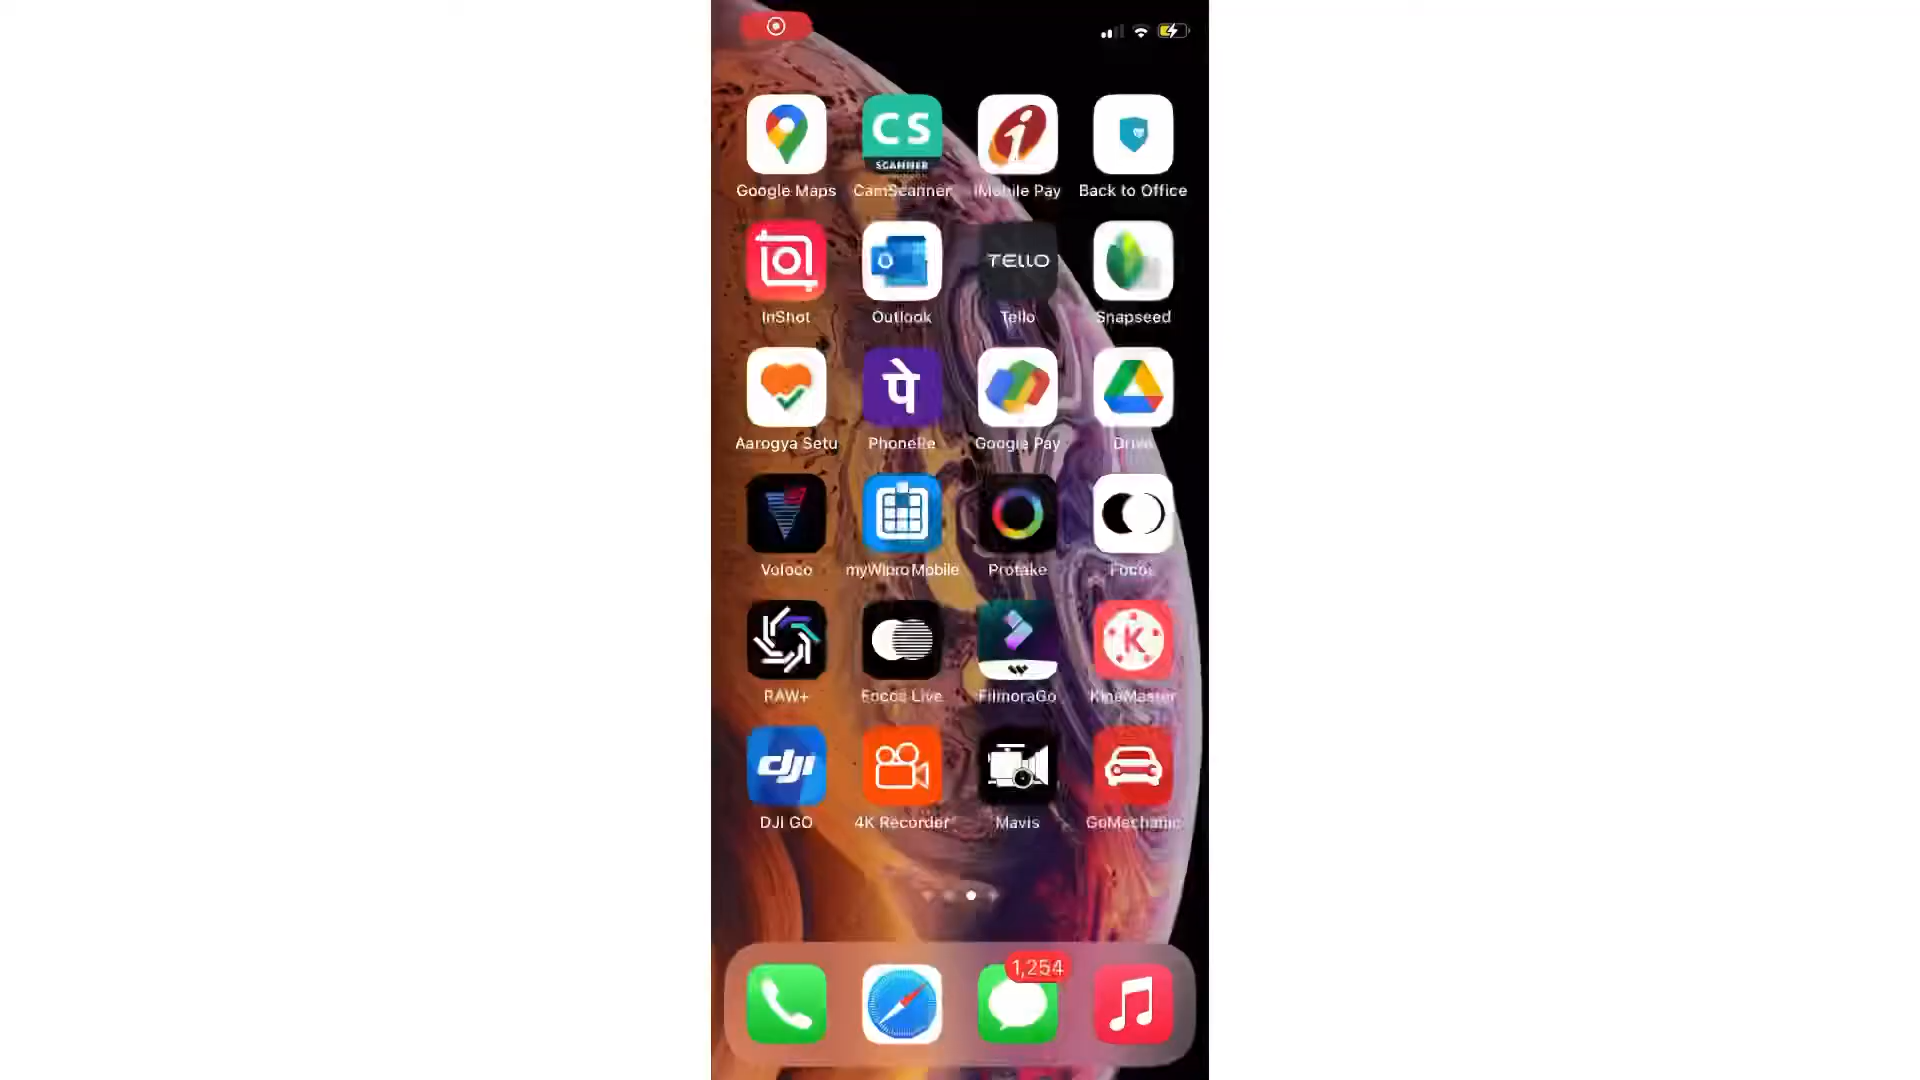 CS
SCANNER
Google Maps CamScanner iMobile Pay Back to Office
TELLO
InShot Outlook Tello Snapseed
पे
Aarogya Setu PhonePe Google Pay Drive
Voloco myWipro Mobile Protake Focos
K
RAW+ Focos Live FilmoraGo KineMaster
dji
DJI GO 4K Recorder Mavis GoMechanic
1,254